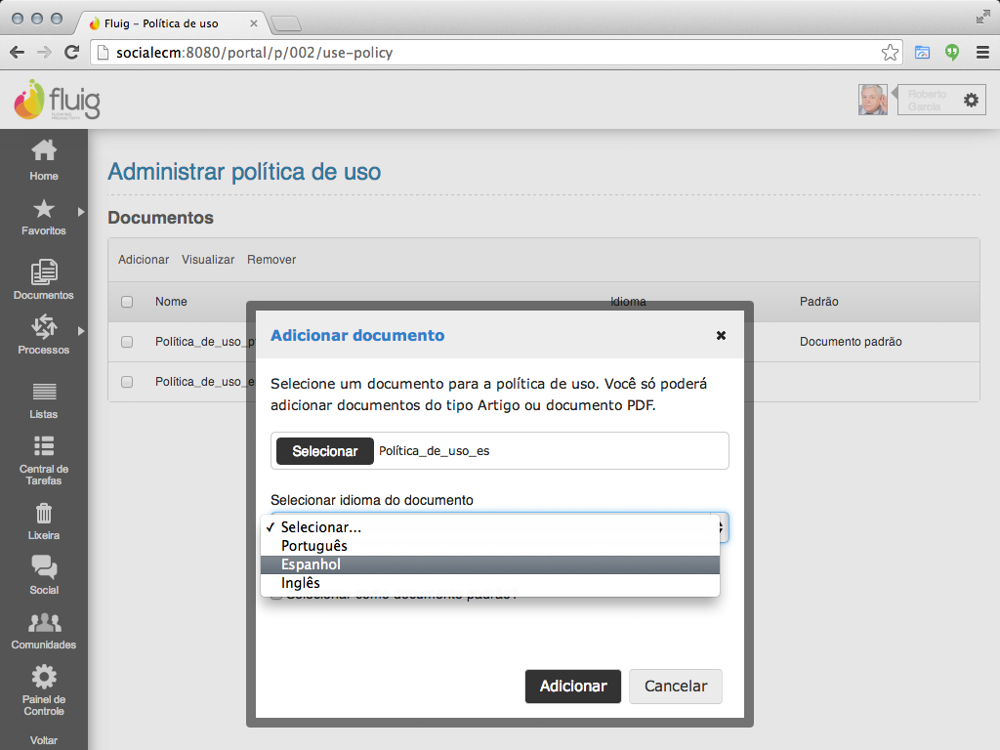 Fluig – Política de uso
socialecm:8080/portal/p/002/use-policy
fluig
FLOWING PRODUCTIVITY
Roberto
Garcia
Home
Favoritos
Documentos
Processos
Listas
Central de
Tarefas
Lixeira
Social
Comunidades
Painel de
Controle
Voltar
Administrar política de uso
Documentos
Adicionar Visualizar Remover
Nome Idioma Padrão
Política_de_uso_p Documento padrão
Política_de_uso_e
Adicionar documento
Selecione um documento para a política de uso. Você só poderá
adicionar documentos do tipo Artigo ou documento PDF.
Selecionar Política_de_uso_es
Selecionar idioma do documento
✓ Selecionar...
Português
Espanhol
Inglês
Selecionar como documento padrão?
Adicionar Cancelar